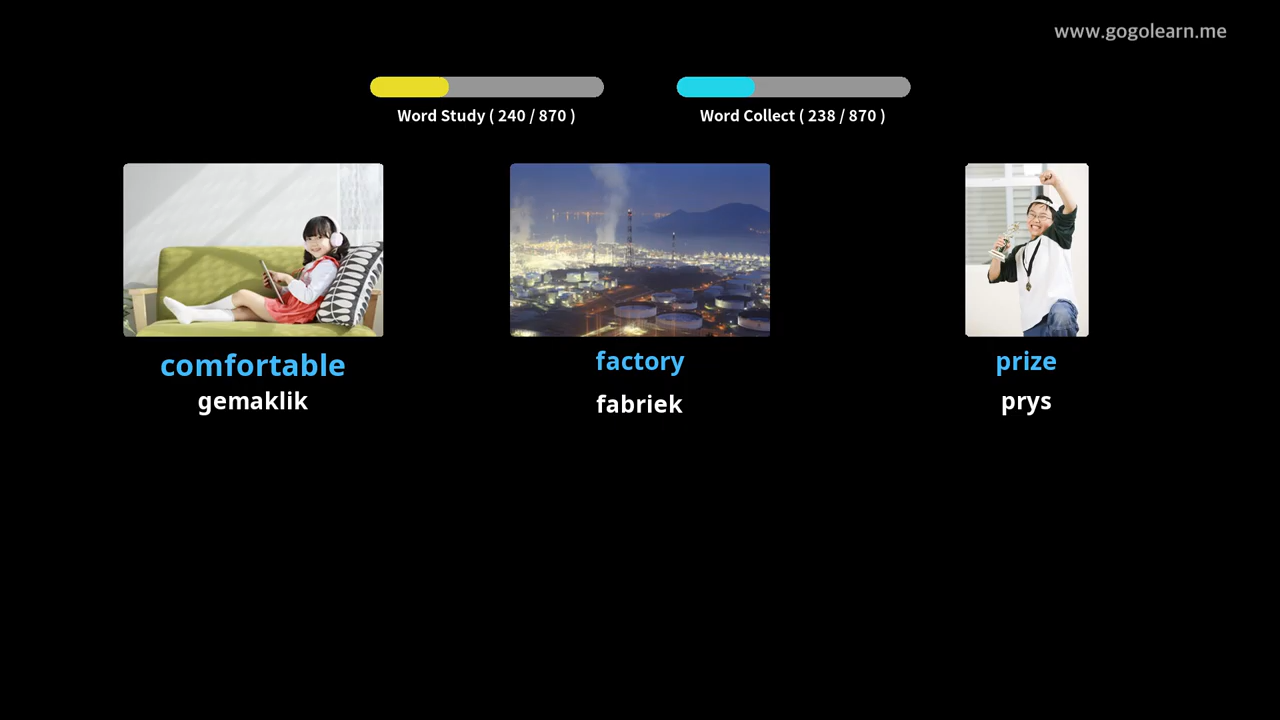 www.gogolearn.me
Word Study ( 240 / 870 )
Word Collect ( 238 / 870 )
comfortable
gemaklik
factory
fabriek
prize
prys